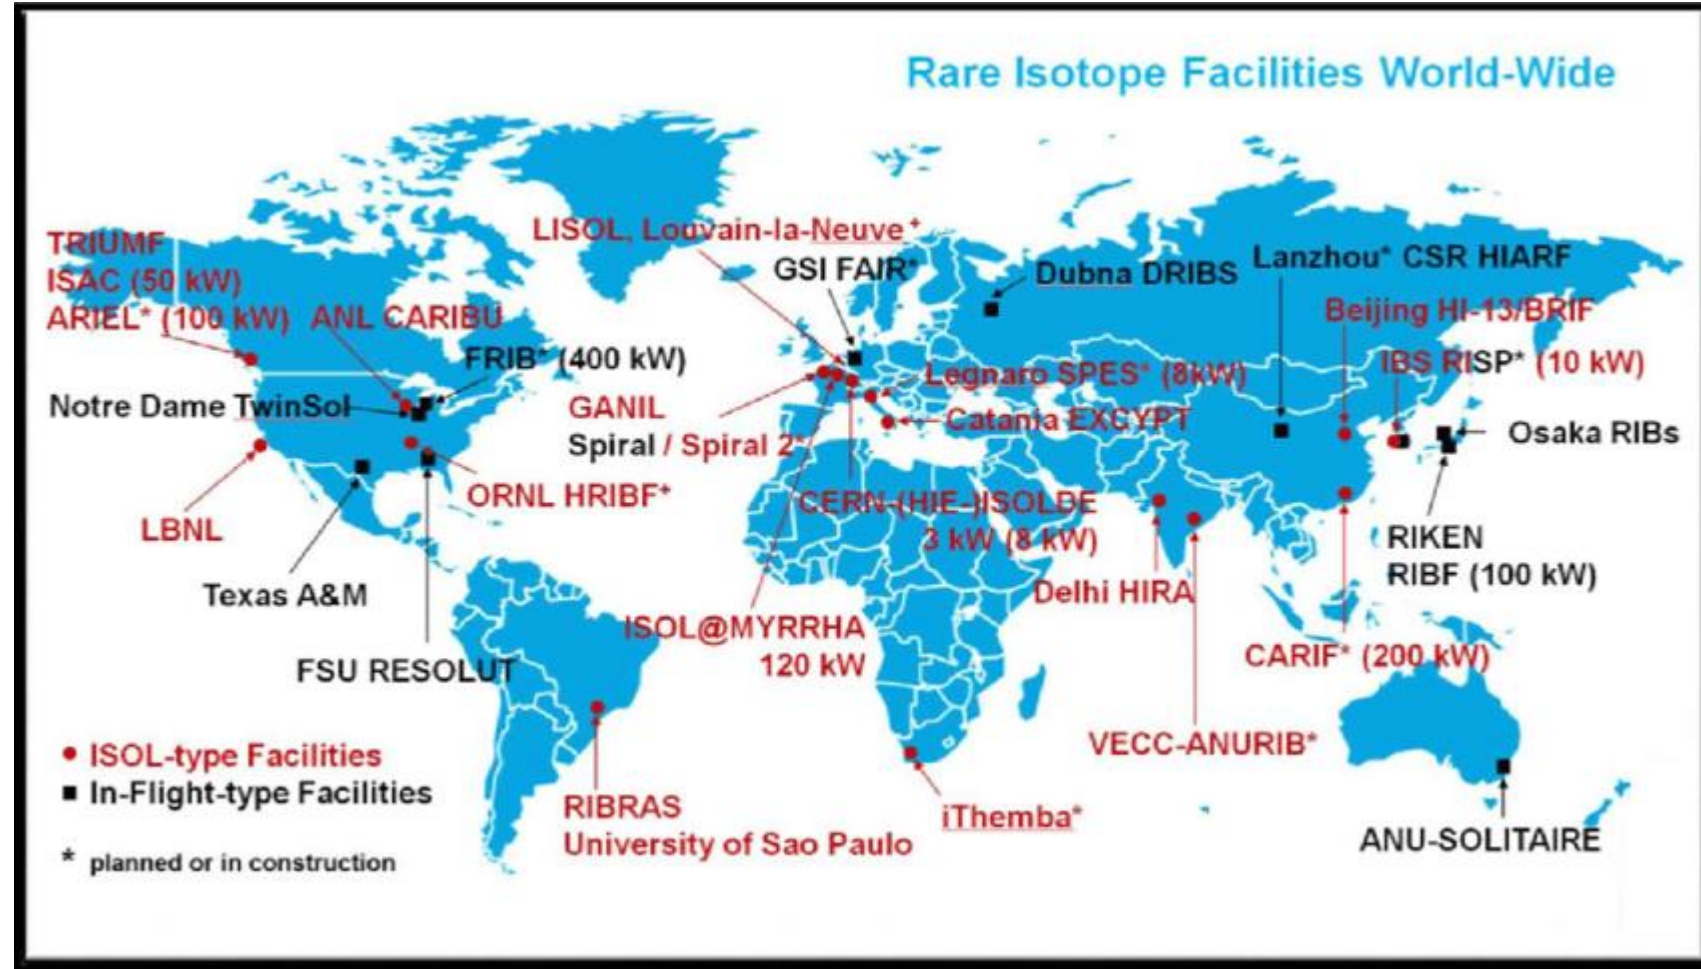 Rare Isotope Facilities World-Wide
TRIUMF
ISAC (50 kW)
ARIEL* (100 kW)
ANL CARIBU
FRIB* (400 kW)
Notre Dame TwinSol
LBNL
Texas A&M
ORNL HRIBF+
FSU RESOLUT
LISOL, Louvain-la-Neuve +
GSI FAIR*
GANIL
Spiral / Spiral 2*
Dubna DRIBS
Legnaro SPES* (8kW)
Catania EXCYPT
CERN-(HIE-)ISOLDE
3 kW (8 kW)
ISOL@MYRRHA
120 kW
Lanzhou* CSR HIARF
Beijing HI-13/BRIF
IBS RISP* (10 kW)
Osaka RIBs
RIKEN
RIBF (100 kW)
Delhi HIRA
CARIF* (200 kW)
VECC-ANURIB*
RIBRAS
University of Sao Paulo
iThemba*
ANU-SOLITAIRE
ISOL-type Facilities
In-Flight-type Facilities
* planned or in construction